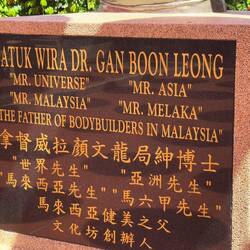 ATUK WIRA DR. GAN BOON LEONG
"MR. UNIVERSE" "MR. ASIA"
"MR. MALAYSIA" "MR. MELAKA"
THE FATHER OF BODYBUILDERS IN MALAYSIA"
拿督威拉顏文龍局紳博士
"世界先生" "亞洲先生"
"馬來西亞先生" "馬六甲先生"
馬來西亞健美之父
文化坊創辦人